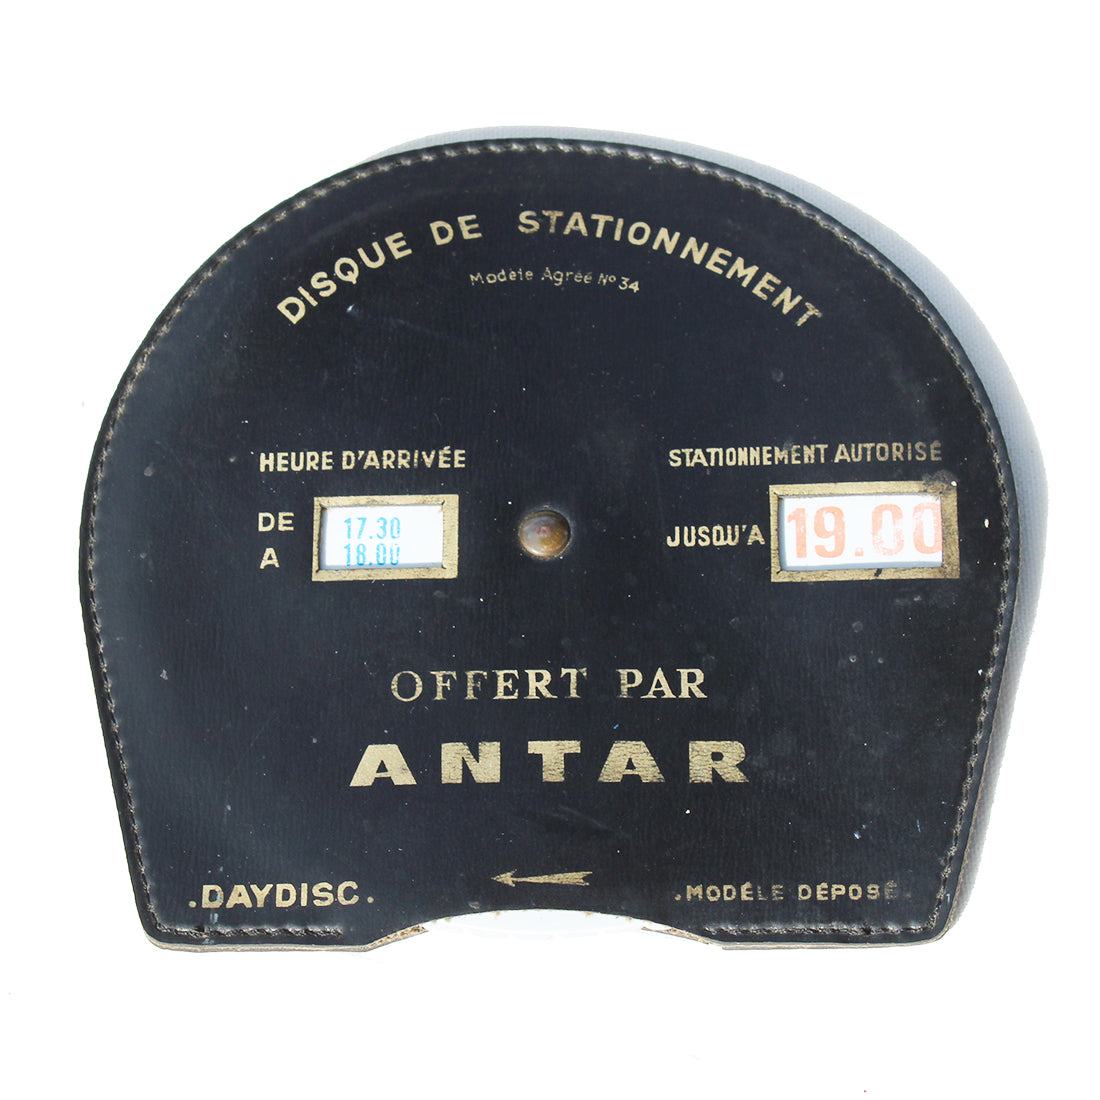 DISQUE DE STATIONNEMENT
Modèle Agréé No 34
HEURE D'ARRIVÉE
DE 17.30
A 18.00
STATIONNEMENT AUTORISÉ
JUSQU'A 19.00
OFFERT PAR
ANTAR
.DAYDISC.
.MODÈLE DÉPOSÉ.